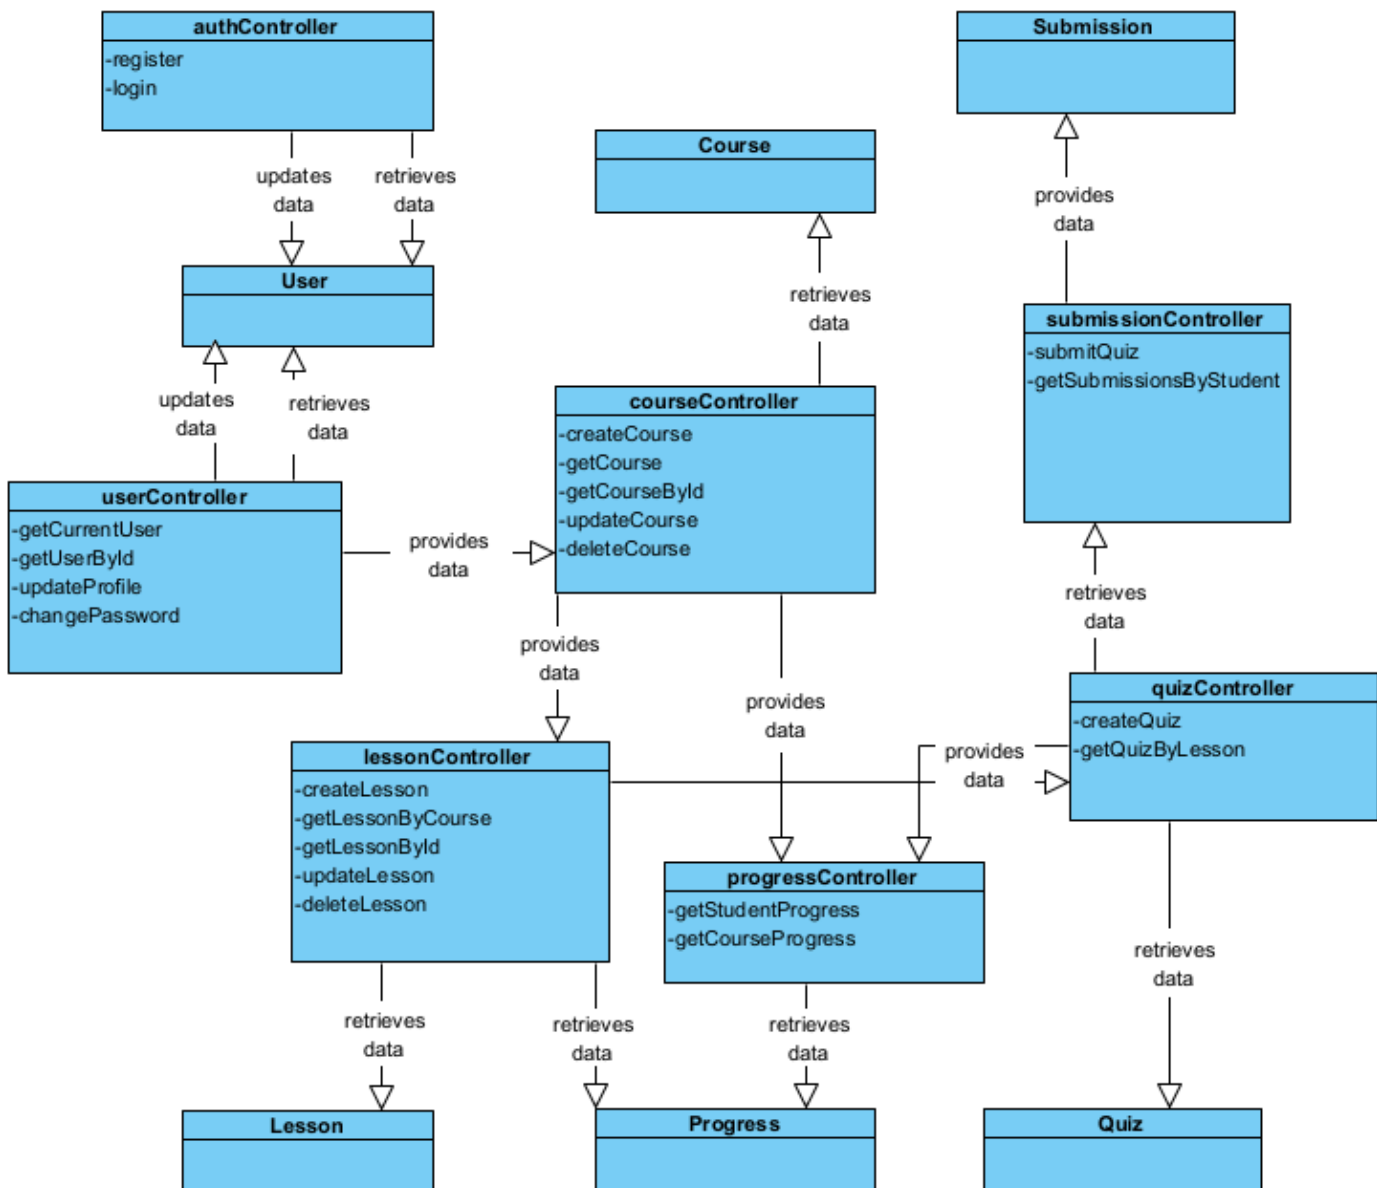 authController
-register
-login
Submission
Course
updates
data
retrieves
data
provides
data
User
retrieves
data
submissionController
-submitQuiz
-getSubmissionsByStudent
updates
data
retrieves
data
courseController
-createCourse
-getCourse
-getCourseById
-updateCourse
-deleteCourse
userController
-getCurrentUser
-getUserById
-updateProfile
-changePassword
provides
data
retrieves
data
provides
data
quizController
-createQuiz
-getQuizByLesson
provides
data
lessonController
-createLesson
-getLessonByCourse
-getLessonById
-updateLesson
-deleteLesson
provides
data
progressController
-getStudentProgress
-getCourseProgress
retrieves
data
retrieves
data
retrieves
data
retrieves
data
Lesson
Progress
Quiz